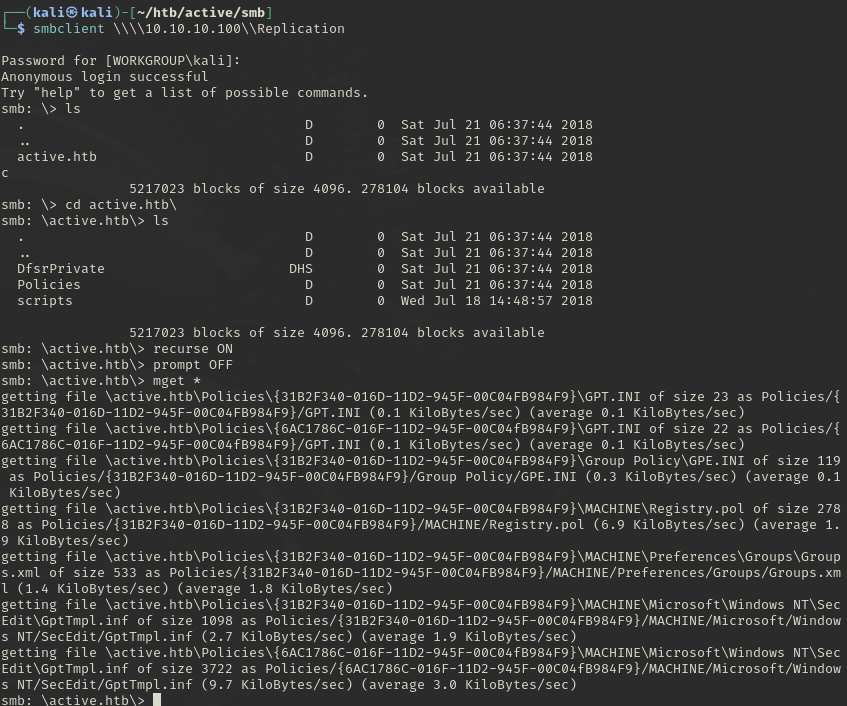 ┌──(kali㉿kali)-[~/htb/active/smb]
└─$ smbclient \\\\10.10.10.100\\Replication
Password for [WORKGROUP\kali]:
Anonymous login successful
Try "help" to get a list of possible commands.
smb: \> ls
  .                                   D        0  Sat Jul 21 06:37:44 2018
  ..                                  D        0  Sat Jul 21 06:37:44 2018
  active.htb                          D        0  Sat Jul 21 06:37:44 2018
c
                5217023 blocks of size 4096. 278104 blocks available
smb: \> cd active.htb\
smb: \active.htb\> ls
  .                                   D        0  Sat Jul 21 06:37:44 2018
  ..                                  D        0  Sat Jul 21 06:37:44 2018
  DfsrPrivate                       DHS        0  Sat Jul 21 06:37:44 2018
  Policies                            D        0  Sat Jul 21 06:37:44 2018
  scripts                             D        0  Wed Jul 18 14:48:57 2018
                5217023 blocks of size 4096. 278104 blocks available
smb: \active.htb\> recurse ON
smb: \active.htb\> prompt OFF
smb: \active.htb\> mget *
getting file \active.htb\Policies\{31B2F340-016D-11D2-945F-00C04FB984F9}\GPT.INI of size 23 as Policies/{
31B2F340-016D-11D2-945F-00C04FB984F9}/GPT.INI (0.1 KiloBytes/sec) (average 0.1 KiloBytes/sec)
getting file \active.htb\Policies\{6AC1786C-016F-11D2-945F-00C04fB984F9}\GPT.INI of size 22 as Policies/{
6AC1786C-016F-11D2-945F-00C04fB984F9}/GPT.INI (0.1 KiloBytes/sec) (average 0.1 KiloBytes/sec)
getting file \active.htb\Policies\{31B2F340-016D-11D2-945F-00C04FB984F9}\Group Policy\GPE.INI of size 119
 as Policies/{31B2F340-016D-11D2-945F-00C04FB984F9}/Group Policy/GPE.INI (0.3 KiloBytes/sec) (average 0.1
 KiloBytes/sec)
getting file \active.htb\Policies\{31B2F340-016D-11D2-945F-00C04FB984F9}\MACHINE\Registry.pol of size 278
8 as Policies/{31B2F340-016D-11D2-945F-00C04FB984F9}/MACHINE/Registry.pol (6.9 KiloBytes/sec) (average 1.
9 KiloBytes/sec)
getting file \active.htb\Policies\{31B2F340-016D-11D2-945F-00C04FB984F9}\MACHINE\Preferences\Groups\Group
s.xml of size 533 as Policies/{31B2F340-016D-11D2-945F-00C04FB984F9}/MACHINE/Preferences/Groups/Groups.xm
l (1.4 KiloBytes/sec) (average 1.8 KiloBytes/sec)
getting file \active.htb\Policies\{31B2F340-016D-11D2-945F-00C04FB984F9}\MACHINE\Microsoft\Windows NT\Sec
Edit\GptTmpl.inf of size 1098 as Policies/{31B2F340-016D-11D2-945F-00C04FB984F9}/MACHINE/Microsoft/Window
s NT/SecEdit/GptTmpl.inf (2.7 KiloBytes/sec) (average 1.9 KiloBytes/sec)
getting file \active.htb\Policies\{6AC1786C-016F-11D2-945F-00C04fB984F9}\MACHINE\Microsoft\Windows NT\Sec
Edit\GptTmpl.inf of size 3722 as Policies/{6AC1786C-016F-11D2-945F-00C04fB984F9}/MACHINE/Microsoft/Window
s NT/SecEdit/GptTmpl.inf (9.7 KiloBytes/sec) (average 3.0 KiloBytes/sec)
smb: \active.htb\>